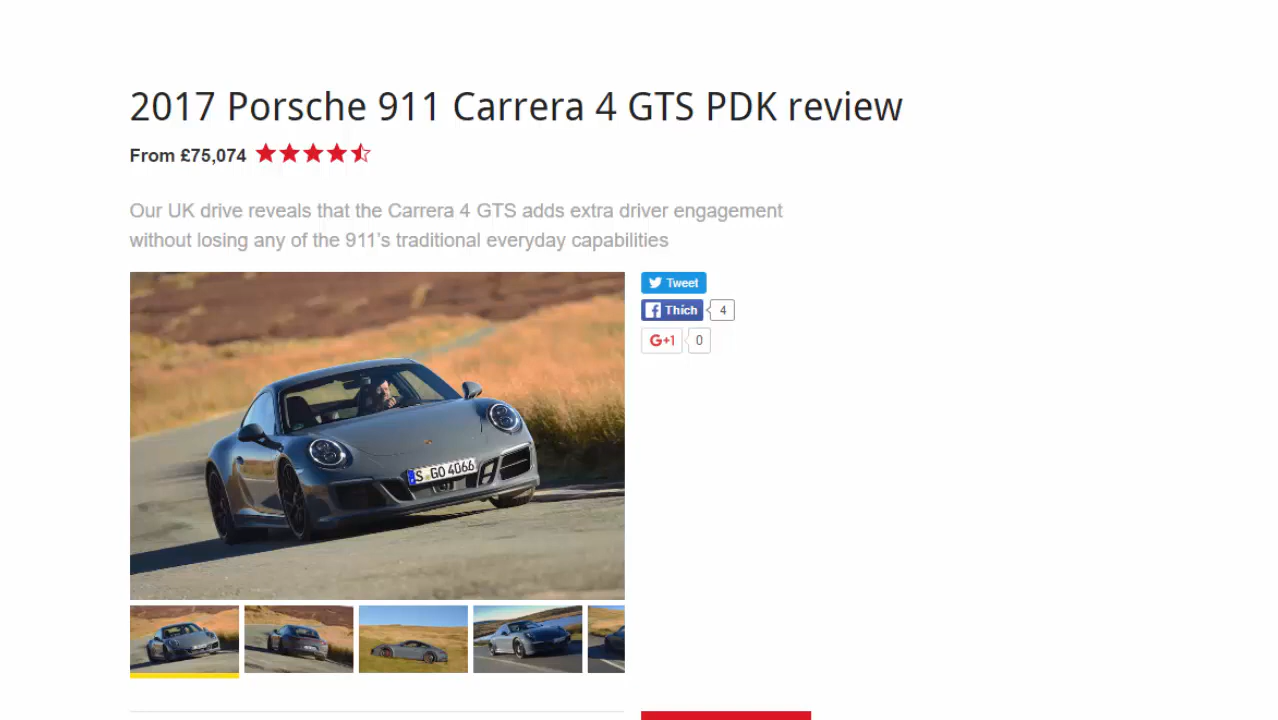 2017 Porsche 911 Carrera 4 GTS PDK review
From £75,074
Our UK drive reveals that the Carrera 4 GTS adds extra driver engagement
without losing any of the 911’s traditional everyday capabilities
Tweet
Thích 4
G+1 0
S GO 4066